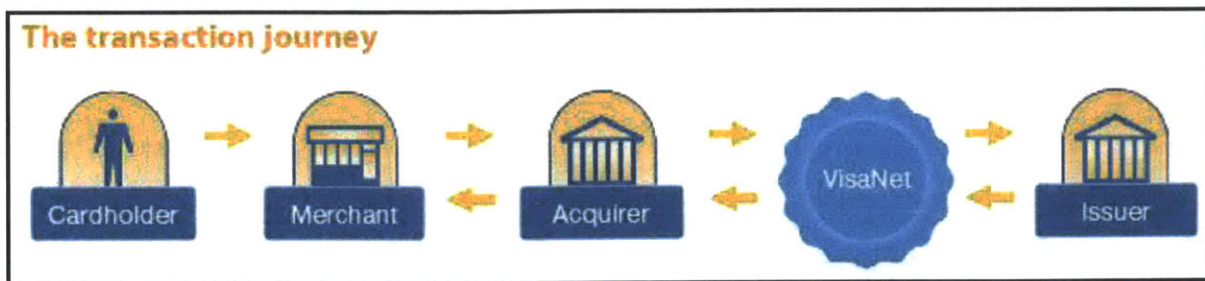 The transaction journey
Cardholder
Merchant
Acquirer
VisaNet
Issuer